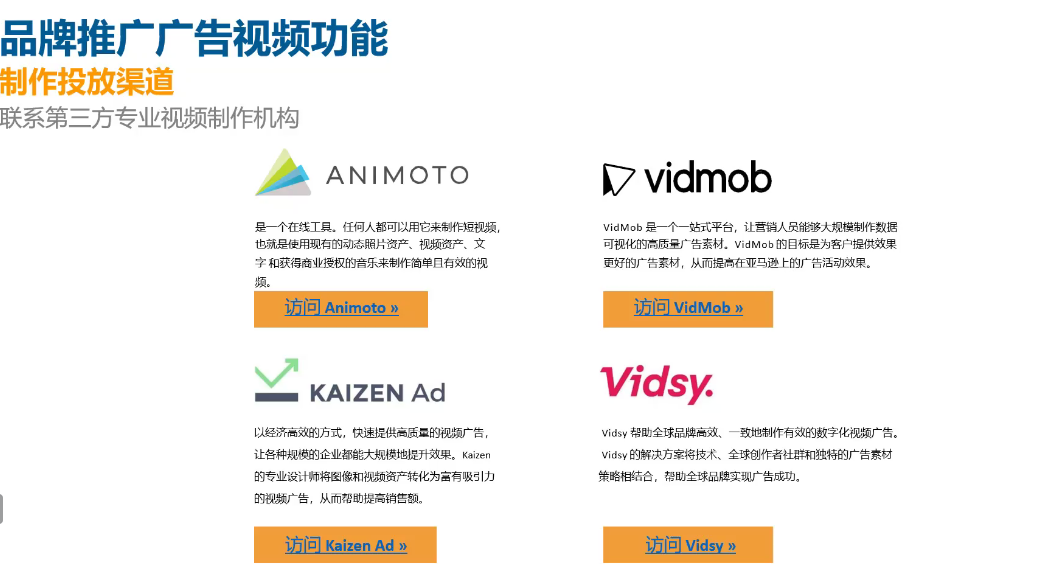 品牌推广广告视频功能
制作投放渠道
联系第三方专业视频制作机构
ANIMOTO
是一个在线工具。任何人都可以用它来制作短视频，
也就是使用现有的动态照片资产、视频资产、文
字 和获得商业授权的音乐来制作简单且有效的视
频。
访问 Animoto »
vidmob
VidMob 是一个一站式平台，让营销人员能够大规模制作数据
可视化的高质量广告素材。VidMob 的目标是为客户提供效果
更好的广告素材，从而提高在亚马逊上的广告活动效果。
访问 VidMob »
KAIZEN Ad
以经济高效的方式，快速提供高质量的视频广告，
让各种规模的企业都能大规模地提升效果。Kaizen
的专业设计师将图像和视频资产转化为富有吸引力
的视频广告，从而帮助提高销售额。
访问 Kaizen Ad »
Vidsy.
Vidsy 帮助全球品牌高效、一致地制作有效的数字化视频广告。
Vidsy 的解决方案将技术、全球创作者社群和独特的广告素材
策略相结合，帮助全球品牌实现广告成功。
访问 Vidsy »